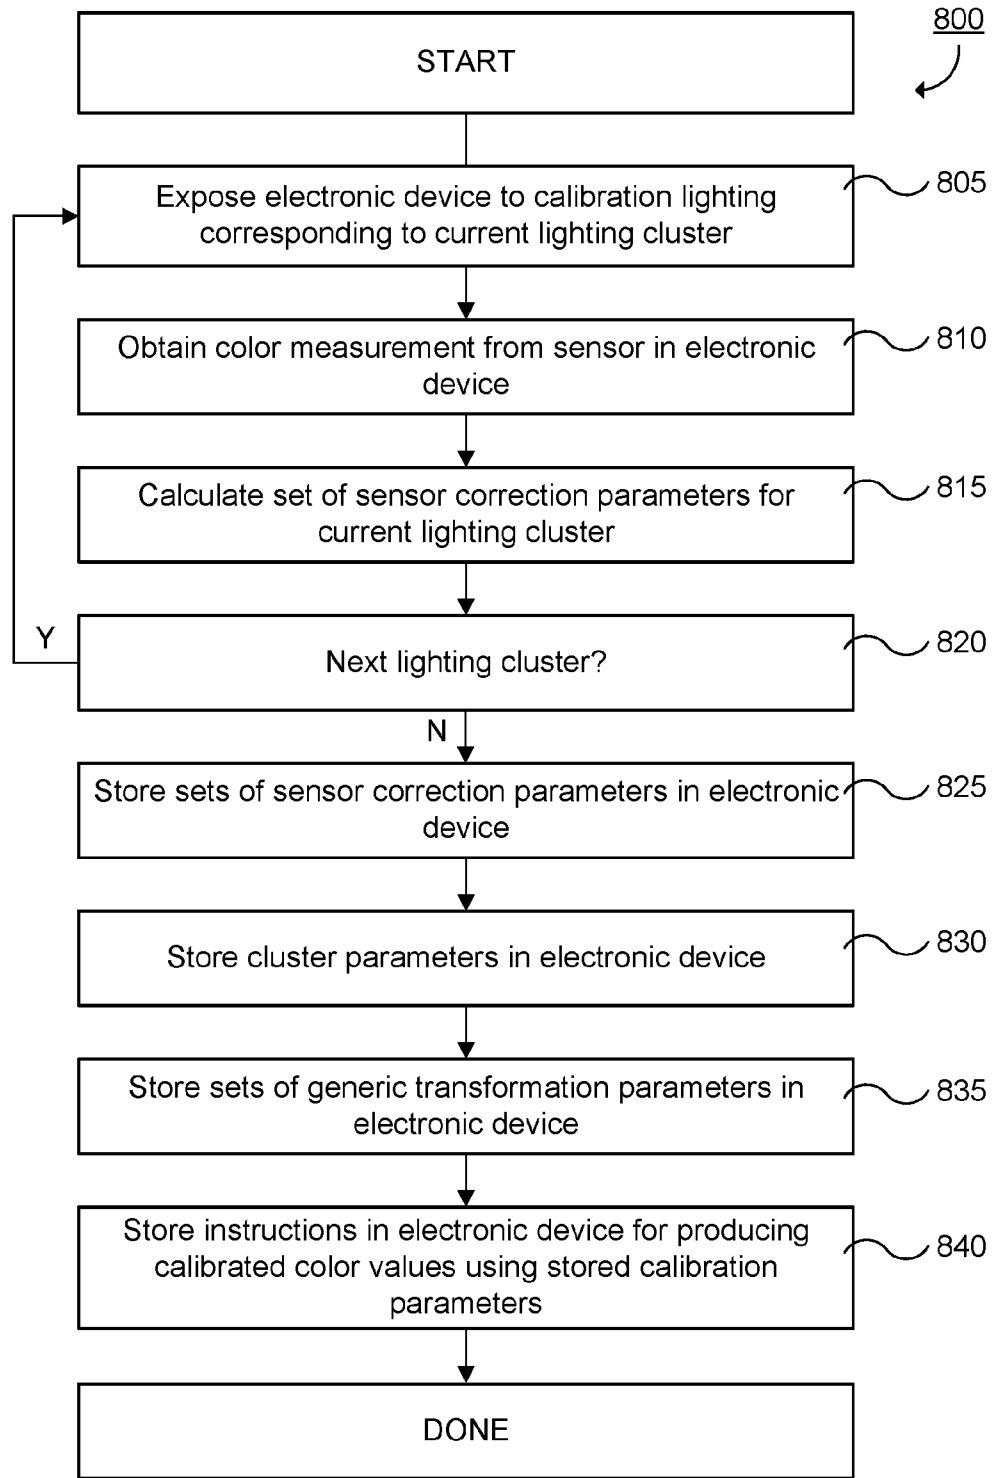 800
START
Expose electronic device to calibration lighting
corresponding to current lighting cluster
805
Obtain color measurement from sensor in electronic
device
810
Calculate set of sensor correction parameters for
current lighting cluster
815
Y
Next lighting cluster?
820
N
Store sets of sensor correction parameters in electronic
device
825
Store cluster parameters in electronic device
830
Store sets of generic transformation parameters in
electronic device
835
Store instructions in electronic device for producing
calibrated color values using stored calibration
parameters
840
DONE